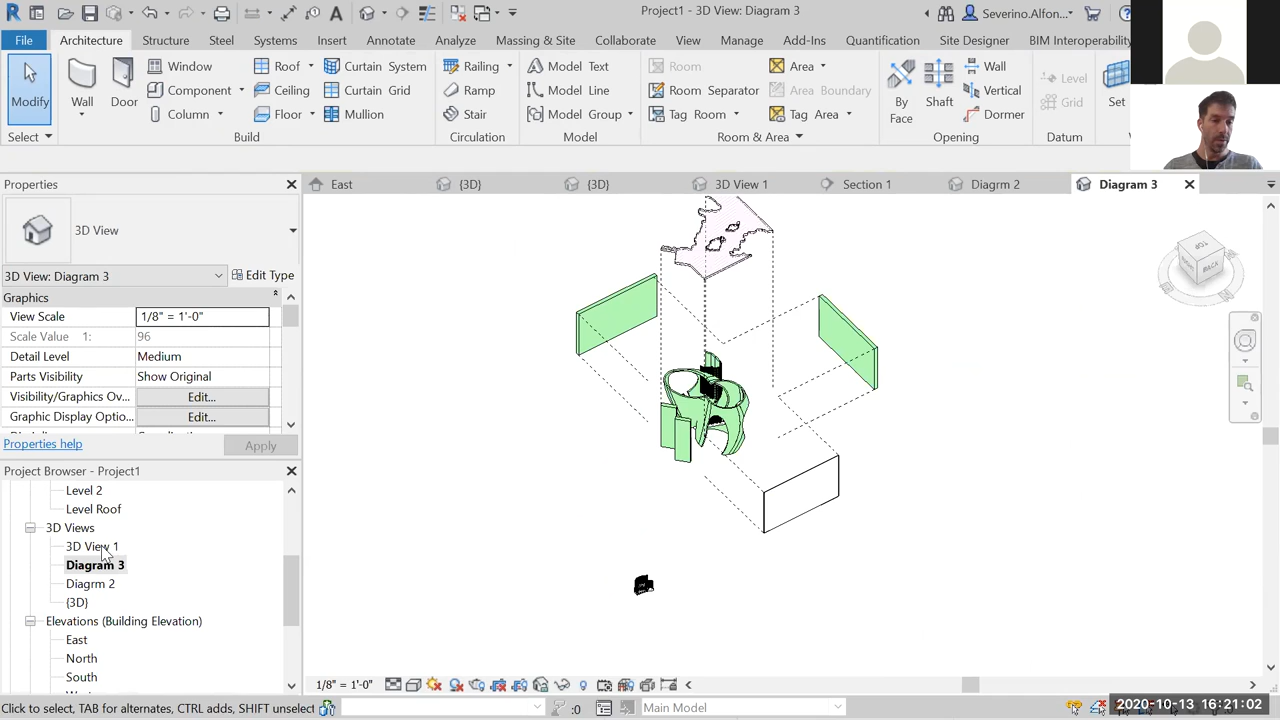 Project1 - 3D View: Diagram 3
Severino.Alfon...
File
Architecture
Structure
Steel
Systems
Insert
Annotate
Analyze
Massing & Site
Collaborate
View
Manage
Add-Ins
Quantification
Site Designer
BIM Interoperability
Modify
Wall
Door
Window
Component
Column
Roof
Ceiling
Floor
Curtain System
Curtain Grid
Mullion
Railing
Ramp
Stair
Model Text
Model Line
Model Group
Room
Room Separator
Tag Room
Area
Area Boundary
Tag Area
By
Face
Shaft
Wall
Vertical
Dormer
Level
Grid
Set
Select
Build
Circulation
Model
Room & Area
Opening
Datum
Properties
East
{3D}
{3D}
3D View 1
Section 1
Diagrm 2
Diagram 3
3D View
3D View: Diagram 3
Edit Type
Graphics
View Scale
1/8" = 1'-0"
Scale Value 1:
96
Detail Level
Medium
Parts Visibility
Show Original
Visibility/Graphics Ov...
Edit...
Graphic Display Optio...
Edit...
Properties help
Apply
Project Browser - Project1
Level 2
Level Roof
3D Views
3D View 1
Diagram 3
Diagrm 2
{3D}
Elevations (Building Elevation)
East
North
South
TOP
BACK
1/8" = 1'-0"
Click to select, TAB for alternates, CTRL adds, SHIFT unselect
:0
Main Model
2020-10-13 16:21:02